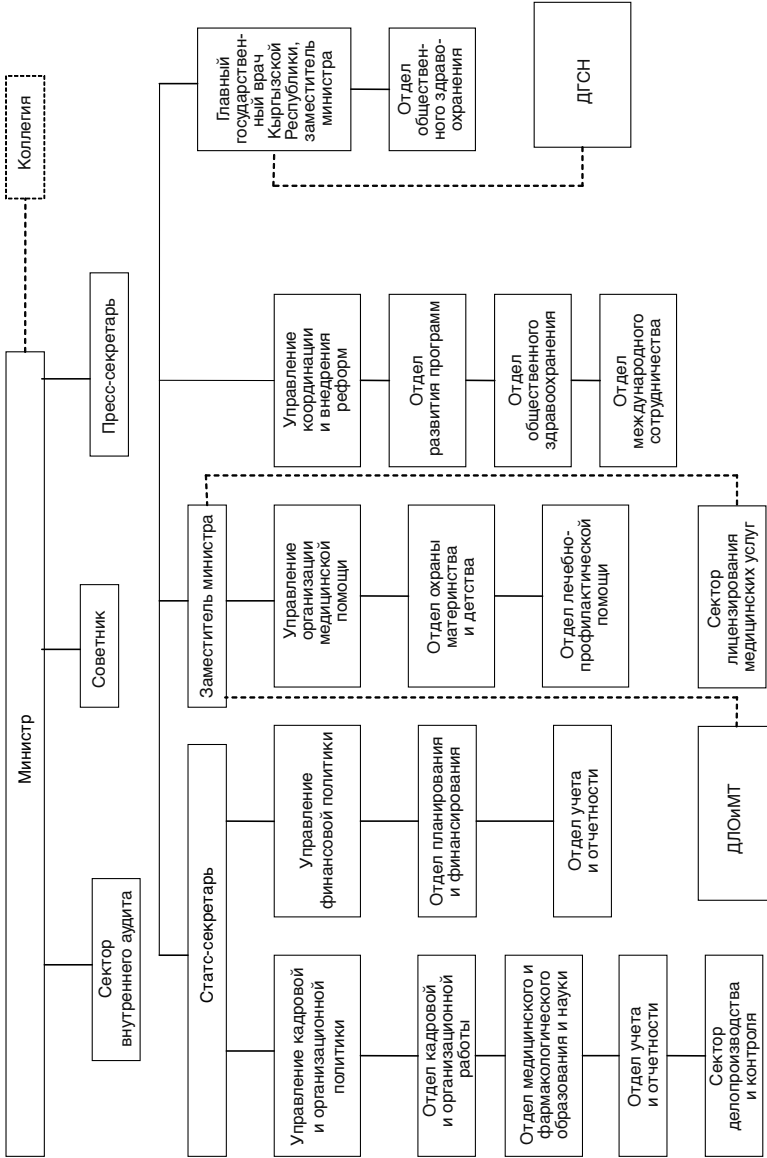 Министр
Коллегия
Сектор
внутреннего аудита
Советник
Пресс-секретарь
Статс-секретарь
Заместитель министра
Главный
государствен-
ный врач
Кыргызской
Республики,
заместитель
министра
Управление кадровой
и организационной
политики
Управление
финансовой политики
Управление
организации
медицинской
помощи
Управление
координации
и внедрения
реформ
Отдел
обществен-
ного здраво-
охранения
Отдел кадровой
и организационной
работы
Отдел планирования
и финансирования
Отдел охраны
материнства
и детства
Отдел
развития программ
Отдел медицинского и
фармакологического
образования и науки
Отдел учета
и отчетности
Отдел лечебно-
профилактической
помощи
Отдел
общественного
здравоохранения
ДГСН
Отдел учета
и отчетности
Отдел
международного
сотрудничества
Сектор
делопроизводства
и контроля
ДЛОиМТ
Сектор
лицензирования
медицинских услуг